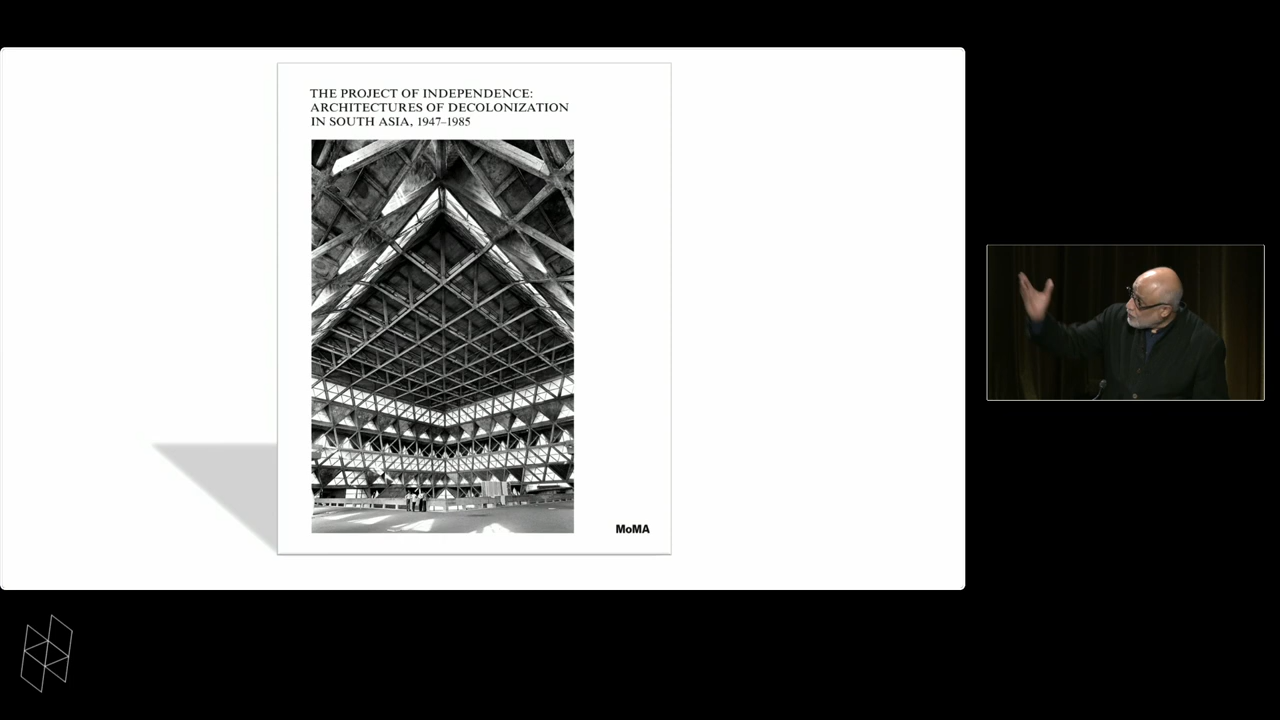 THE PROJECT OF INDEPENDENCE:
ARCHITECTURES OF DECOLONIZATION
IN SOUTH ASIA, 1947–1985
MoMA